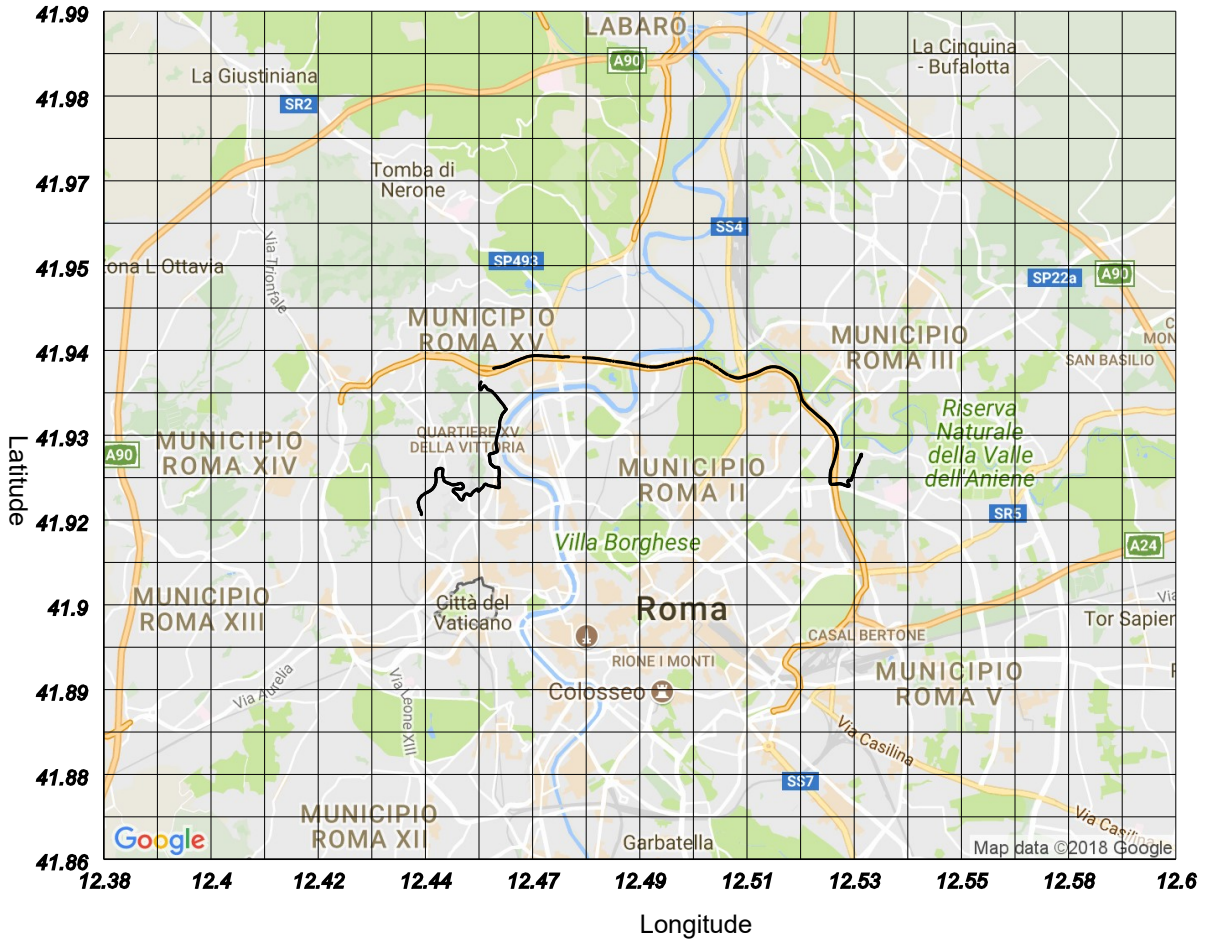 41.99
LABARO
La Cinquina
- Bufalotta
A90
La Giustiniana
41.98
SR2
Tomba di
Nerone
41.97
SS4
Via Trionfale
41.95
ona L Ottavia
SP493
SP22a
A90
MUNICIPIO
ROMA XV
MUNICIPIO
ROMA III
C
MON
41.94
SAN BASILIO
Riserva
Naturale
della Valle
dell'Aniene
41.93
QUARTIERE XV
DELLA VITTORIA
A90
MUNICIPIO
ROMA XIV
MUNICIPIO
ROMA II
SR5
41.92
Villa Borghese
A24
MUNICIPIO
ROMA XIII
Città del
Vaticano
41.9
Roma
Via
Tor Sapier
CASAL BERTONE
RIONE I MONTI
MUNICIPIO
ROMA V
Via Aurelia
Via Leone XIII
41.89
Colosseo
Via Casilina
41.88
SS7
MUNICIPIO
ROMA XII
Via Casilina
Google
Garbatella
Map data ©2018 Google
41.86
12.38 12.4 12.42 12.44 12.47 12.49 12.51 12.53 12.55 12.58 12.6
Longitude
Latitude